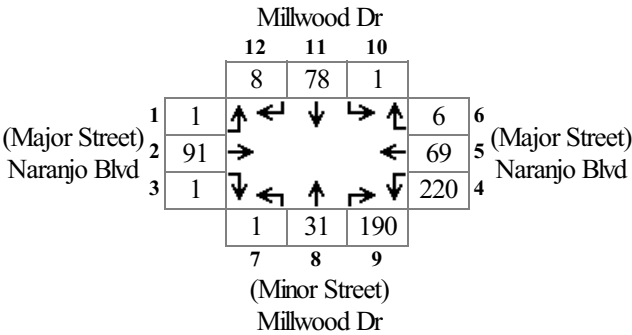 Millwood Dr
12 11 10
8 78 1
1 1 6 6
(Major Street) 2 91 69 5 (Major Street)
Naranjo Blvd Naranjo Blvd
3 1 220 4
1 31 190
7 8 9
(Minor Street)
Millwood Dr